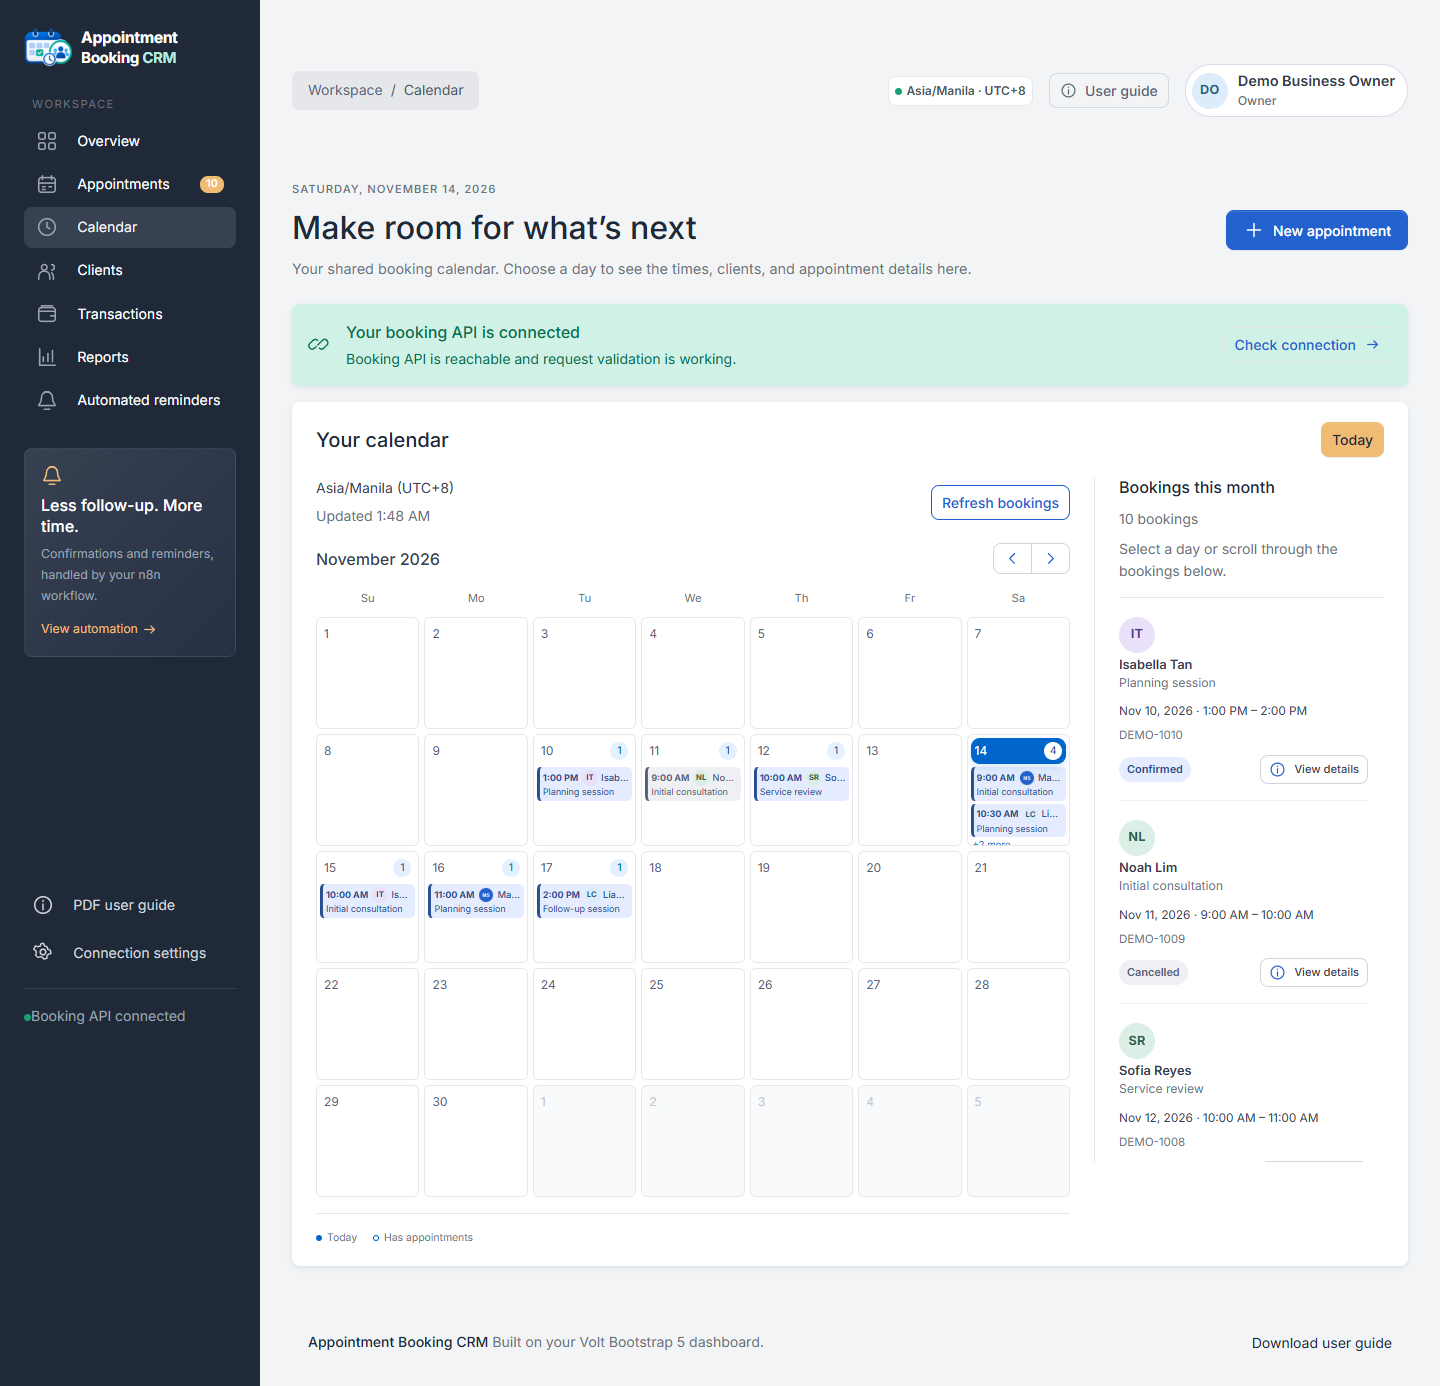 Appointment
Booking CRM
WORKSPACE
Overview
Appointments 10
Calendar
Clients
Transactions
Reports
Automated reminders
Less follow-up. More
time.
Confirmations and reminders,
handled by your n8n
workflow.
View automation →
PDF user guide
Connection settings
Booking API connected
Workspace / Calendar
Asia/Manila · UTC+8
User guide
DO
Demo Business Owner
Owner
SATURDAY, NOVEMBER 14, 2026
Make room for what’s next
New appointment
Your shared booking calendar. Choose a day to see the times, clients, and appointment details here.
Your booking API is connected
Booking API is reachable and request validation is working.
Check connection →
Your calendar
Today
Asia/Manila (UTC+8)
Updated 1:48 AM
Refresh bookings
November 2026
Su Mo Tu We Th Fr Sa
1 2 3 4 5 6 7
8
9
10 1
1:00 PM IT Isab...
Planning session
11 1
9:00 AM NL No...
Initial consultation
12 1
10:00 AM SR So...
Service review
13
14 4
9:00 AM MS Ma...
Initial consultation
10:30 AM LC Li...
Planning session
+2 more
15 1
10:00 AM IT Is...
Initial consultation
16 1
11:00 AM MS Ma...
Planning session
17 1
2:00 PM LC Lia...
Follow-up session
18 19 20 21
22 23 24 25 26 27 28
29 30 1 2 3 4 5
Today Has appointments
Bookings this month
10 bookings
Select a day or scroll through the
bookings below.
IT
Isabella Tan
Planning session
Nov 10, 2026 · 1:00 PM – 2:00 PM
DEMO-1010
Confirmed View details
NL
Noah Lim
Initial consultation
Nov 11, 2026 · 9:00 AM – 10:00 AM
DEMO-1009
Cancelled View details
SR
Sofia Reyes
Service review
Nov 12, 2026 · 10:00 AM – 11:00 AM
DEMO-1008
Appointment Booking CRM Built on your Volt Bootstrap 5 dashboard.
Download user guide